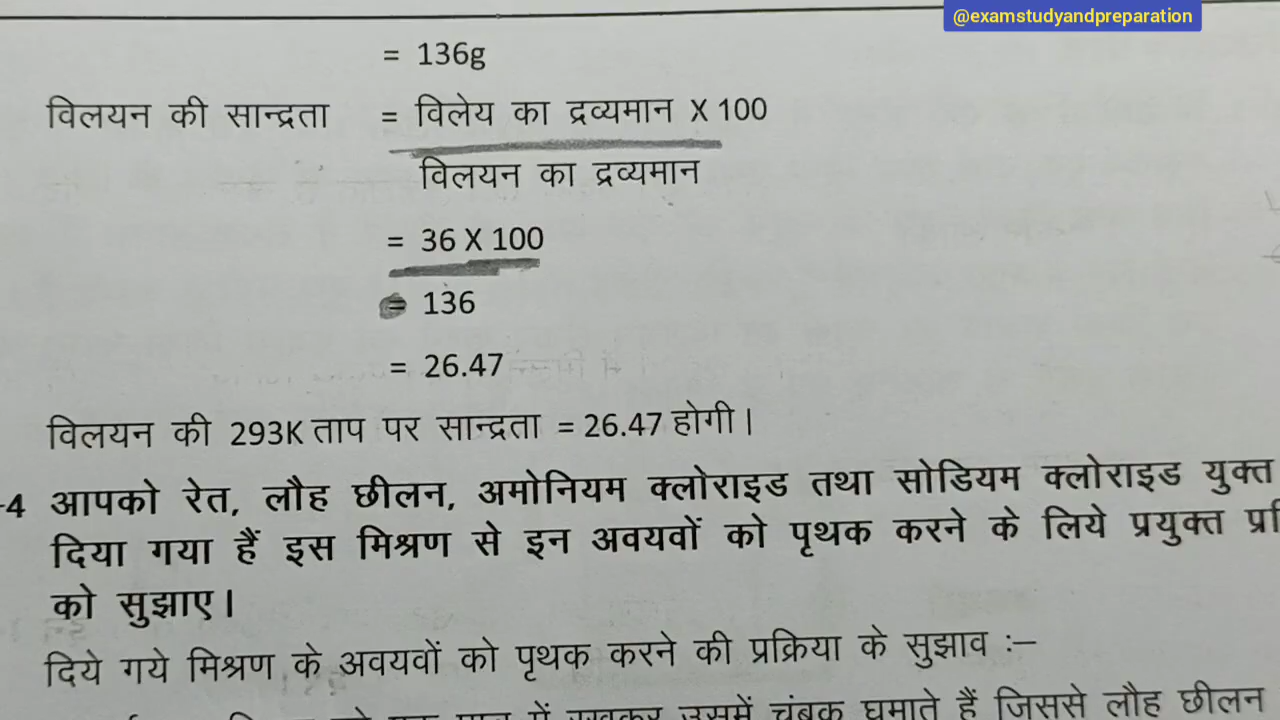 @examstudyandpreparation
= 136g
विलयन की सान्द्रता = विलेय का द्रव्यमान X 100
विलयन का द्रव्यमान
= 36 X 100
= 136
= 26.47
विलयन की 293K ताप पर सान्द्रता = 26.47 होगी।
-4 आपको रेत, लौह छीलन, अमोनियम क्लोराइड तथा सोडियम क्लोराइड युक्त
दिया गया हैं इस मिश्रण से इन अवयवों को पृथक करने के लिये प्रयुक्त
को सुझाए।
दिये गये मिश्रण के अवयवों को पृथक करने की प्रक्रिया के सुझाव :–
में रखकर उसमें चुंबक घुमाते हैं जिससे लौह छीलन